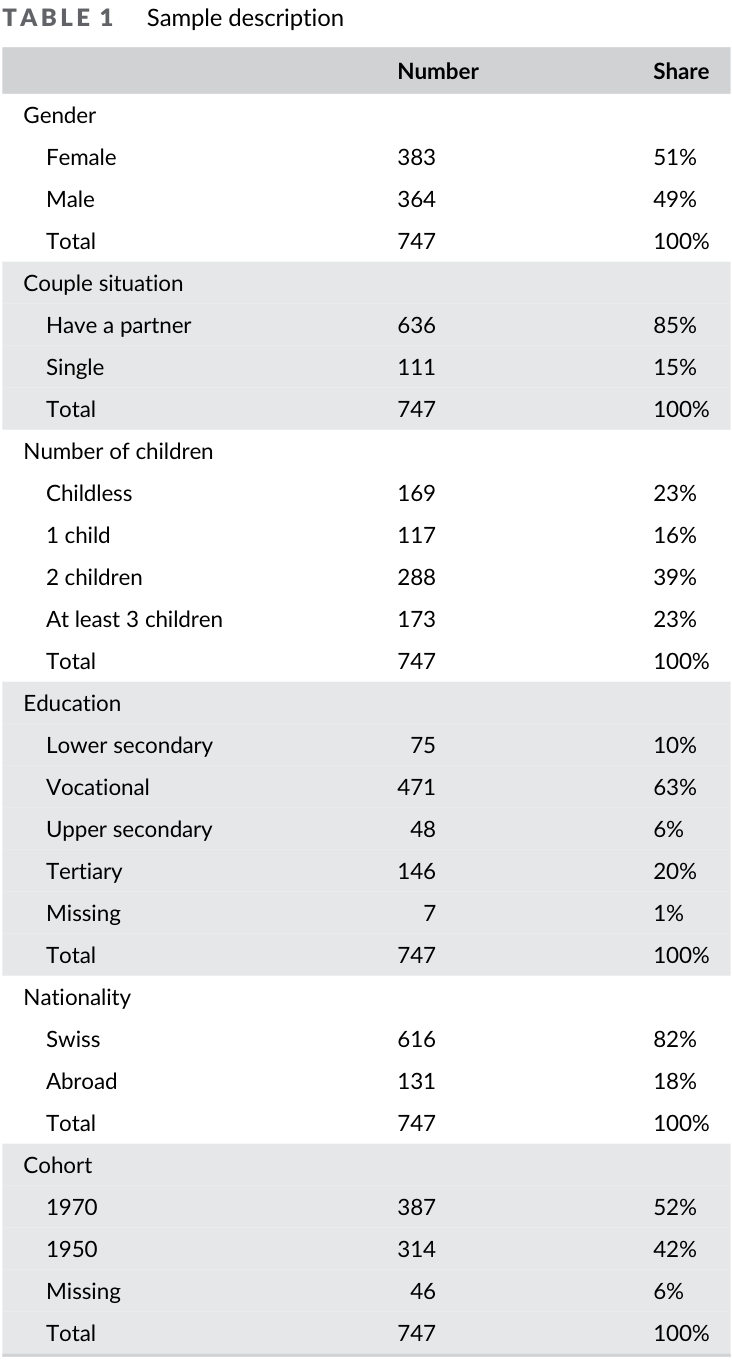 TABLE 1 Sample description
Number Share
Gender
Female 383 51%
Male 364 49%
Total 747 100%
Couple situation
Have a partner 636 85%
Single 111 15%
Total 747 100%
Number of children
Childless 169 23%
1 child 117 16%
2 children 288 39%
At least 3 children 173 23%
Total 747 100%
Education
Lower secondary 75 10%
Vocational 471 63%
Upper secondary 48 6%
Tertiary 146 20%
Missing 7 1%
Total 747 100%
Nationality
Swiss 616 82%
Abroad 131 18%
Total 747 100%
Cohort
1970 387 52%
1950 314 42%
Missing 46 6%
Total 747 100%